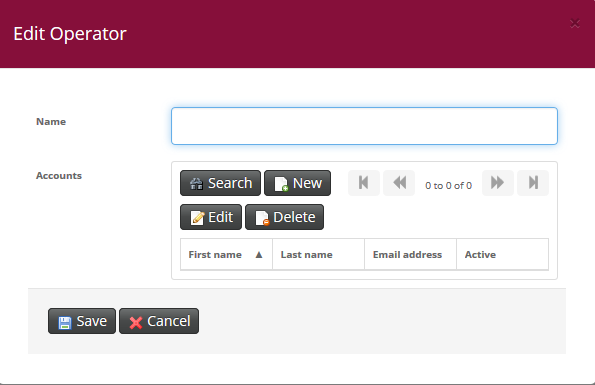 Edit Operator
Name
Accounts
Search New 0 to 0 of 0
Edit Delete
First name ▲ Last name Email address Active
Save Cancel